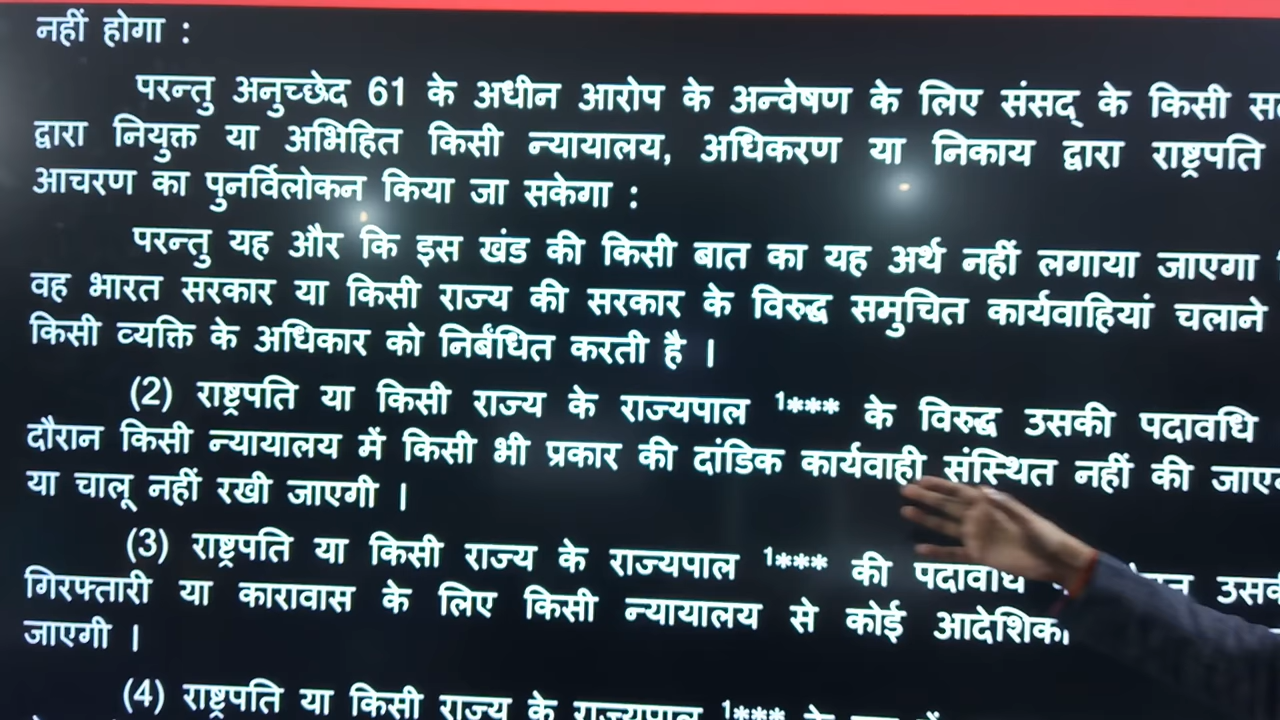 नहीं होगा :
परन्तु अनुच्छेद 61 के अधीन आरोप के अन्वेषण के लिए संसद् के किसी
द्वारा नियुक्त या अभिहित किसी न्यायालय, अधिकरण या निकाय द्वारा राष्ट्रपति
आचरण का पुनर्विलोकन किया जा सकेगा :
परन्तु यह और कि इस खंड की किसी बात का यह अर्थ नहीं लगाया जाएगा
वह भारत सरकार या किसी राज्य की सरकार के विरुद्ध समुचित कार्यवाहियां चलाने
किसी व्यक्ति के अधिकार को निर्बंधित करती है ।
(2) राष्ट्रपति या किसी राज्य के राज्यपाल ¹*** के विरुद्ध उसकी पदावधि
दौरान किसी न्यायालय में किसी भी प्रकार की दांडिक कार्यवाही संस्थित नहीं की
या चालू नहीं रखी जाएगी ।
(3) राष्ट्रपति या किसी राज्य के राज्यपाल ¹*** की पदावधि
गिरफ्तारी या कारावास के लिए किसी न्यायालय से कोई
जाएगी ।
(4) राष्ट्रपति या किसी राज्य के राज्यपाल ¹***